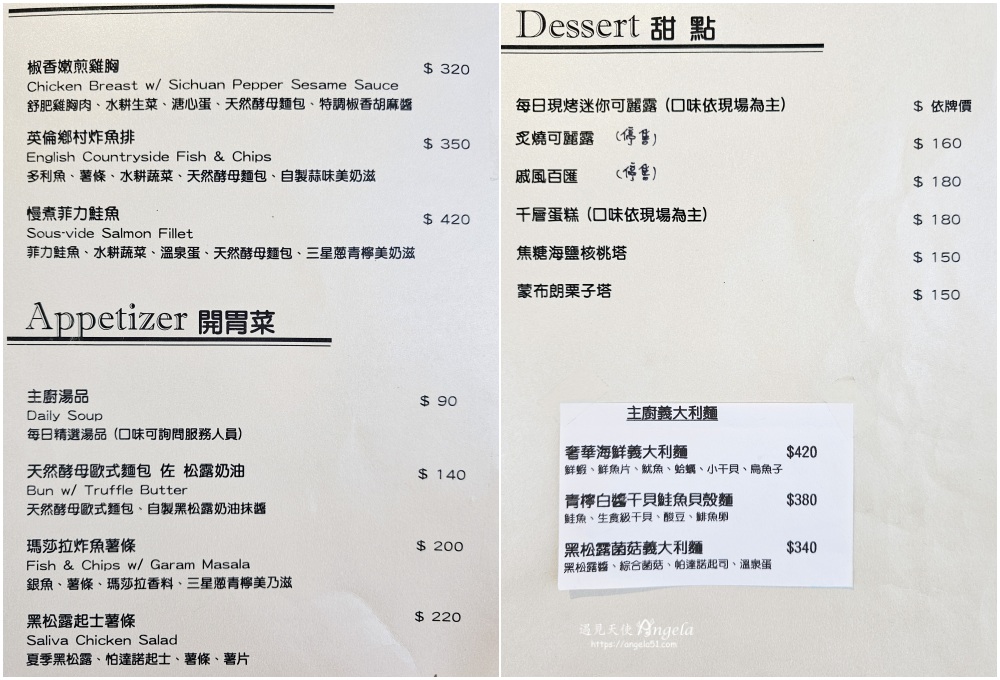 椒香嫩煎雞胸 $ 320
Chicken Breast w/ Sichuan Pepper Sesame Sauce
舒肥雞胸肉、水耕生菜、溏心蛋、天然酵母麵包、特調椒香胡麻醬
英倫鄉村炸魚排 $ 350
English Countryside Fish & Chips
多利魚、薯條、水耕蔬菜、天然酵母麵包、自製蒜味美奶滋
慢煮菲力鮭魚 $ 420
Sous-vide Salmon Fillet
菲力鮭魚、水耕蔬菜、溫泉蛋、天然酵母麵包、三星蔥青檸美奶滋
Appetizer 開胃菜
主廚湯品 $ 90
Daily Soup
每日精選湯品（口味可詢問服務人員）
天然酵母歐式麵包 佐 松露奶油 $ 140
Bun w/ Truffle Butter
天然酵母歐式麵包、自製黑松露奶油抹醬
瑪莎拉炸魚薯條 $ 200
Fish & Chips w/ Garam Masala
銀魚、薯條、瑪莎拉香料、三星蔥青檸美乃滋
黑松露起士薯條 $ 220
Saliva Chicken Salad
夏季黑松露、帕達諾起士、薯條、薯片
Dessert 甜 點
每日現烤迷你可麗露（口味依現場為主） $ 依牌價
炙燒可麗露 （停售） $ 160
戚風百匯 （停售） $ 180
千層蛋糕（口味依現場為主） $ 180
焦糖海鹽核桃塔 $ 150
蒙布朗栗子塔 $ 150
主廚義大利麵
奢華海鮮義大利麵 $420
鮮蝦、鮮魚片、魷魚、蛤蠣、小干貝、烏魚子
青檸白醬干貝鮭魚貝殼麵 $380
鮭魚、生食級干貝、酸豆、鯡魚卵
黑松露菌菇義大利麵 $340
黑松露醬、綜合菌菇、帕達諾起司、溫泉蛋
遇見天使 Angela
https://angela51.com